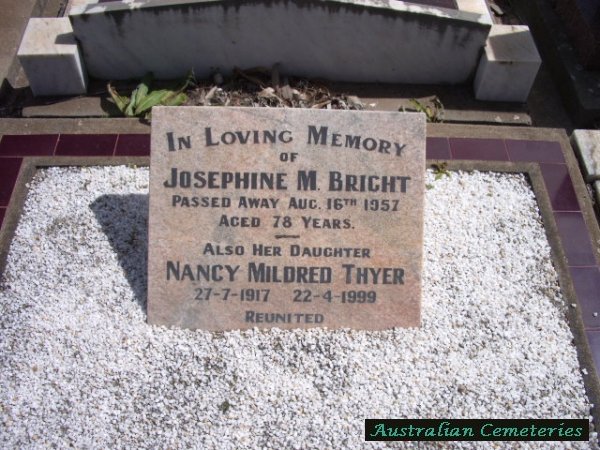 In Loving Memory
of
Josephine M. Bright
Passed Away Aug. 16TH 1957
Aged 78 Years.
Also Her Daughter
Nancy Mildred Thyer
27-7-1917 22-4-1999
Reunited
Australian Cemeteries